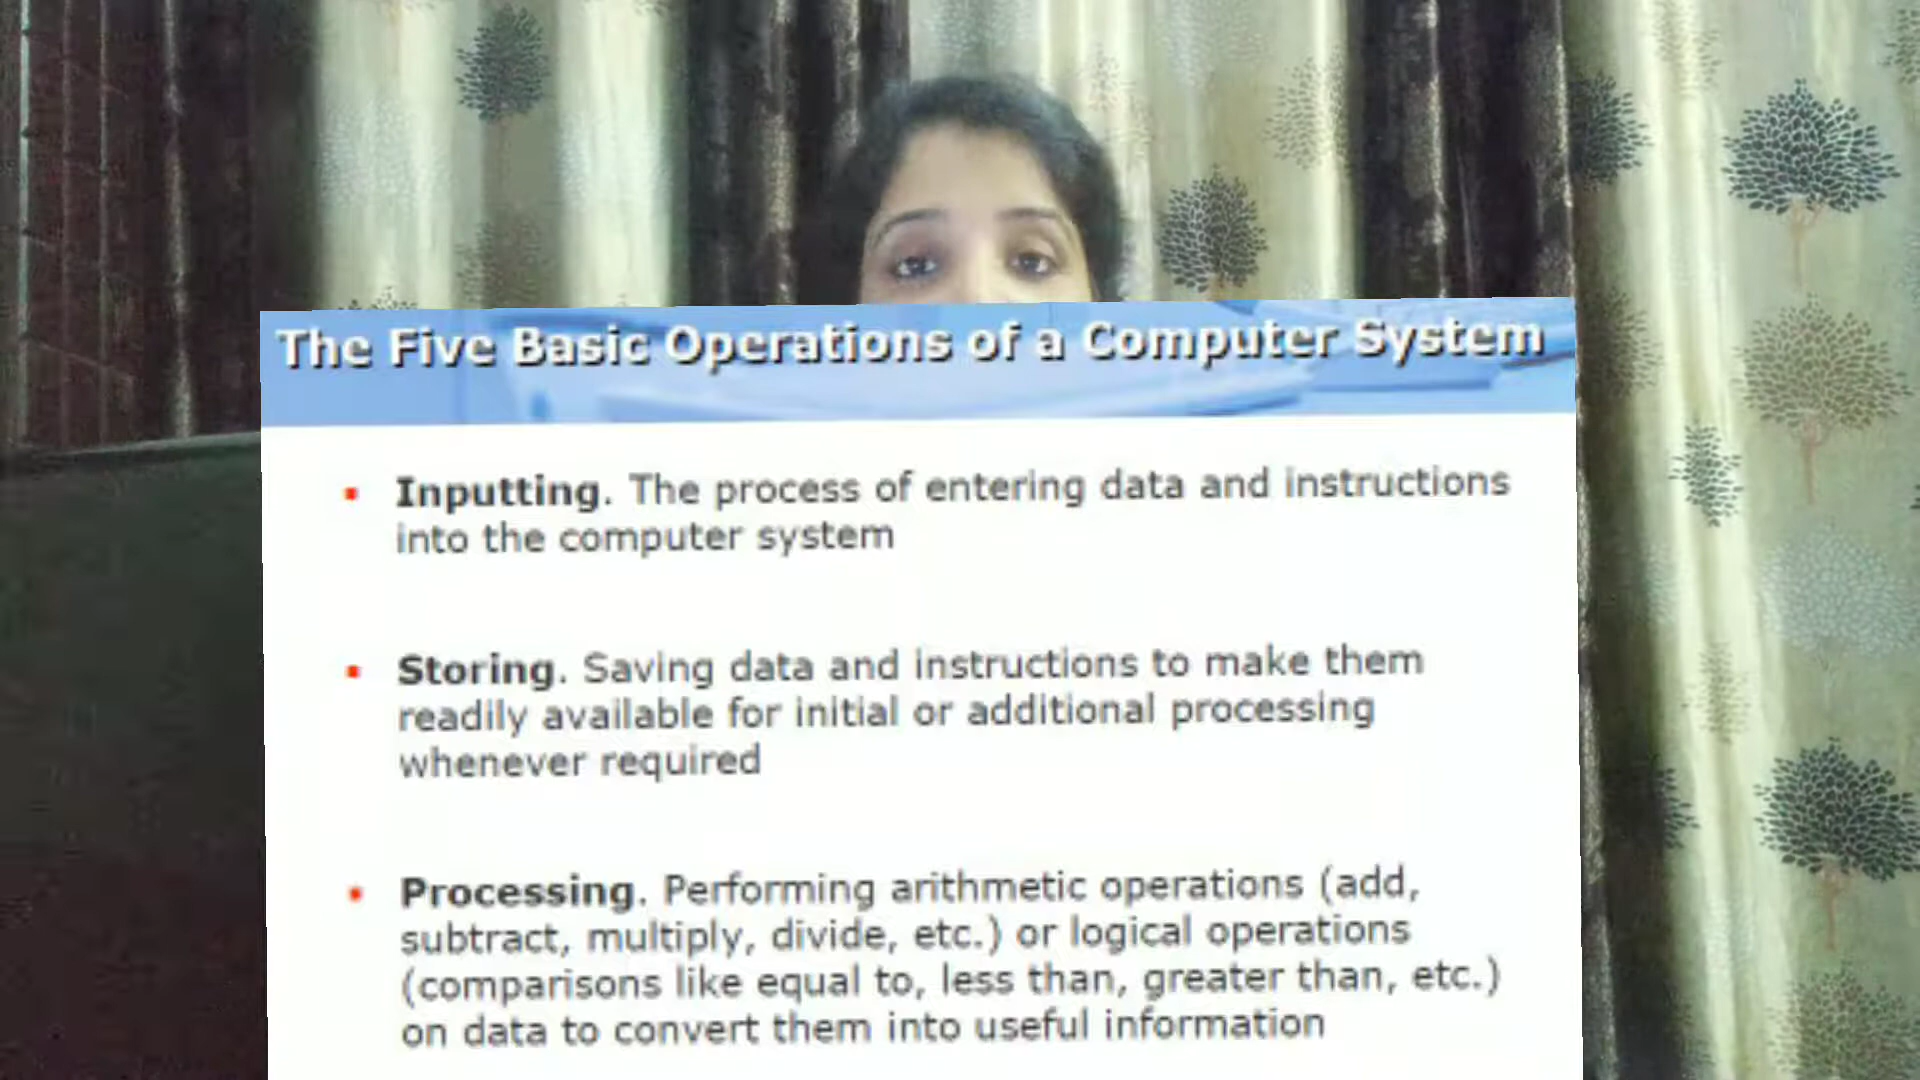 The Five Basic Operations of a Computer System
▪ Inputting. The process of entering data and instructions
into the computer system
▪ Storing. Saving data and instructions to make them
readily available for initial or additional processing
whenever required
▪ Processing. Performing arithmetic operations (add,
subtract, multiply, divide, etc.) or logical operations
(comparisons like equal to, less than, greater than, etc.)
on data to convert them into useful information